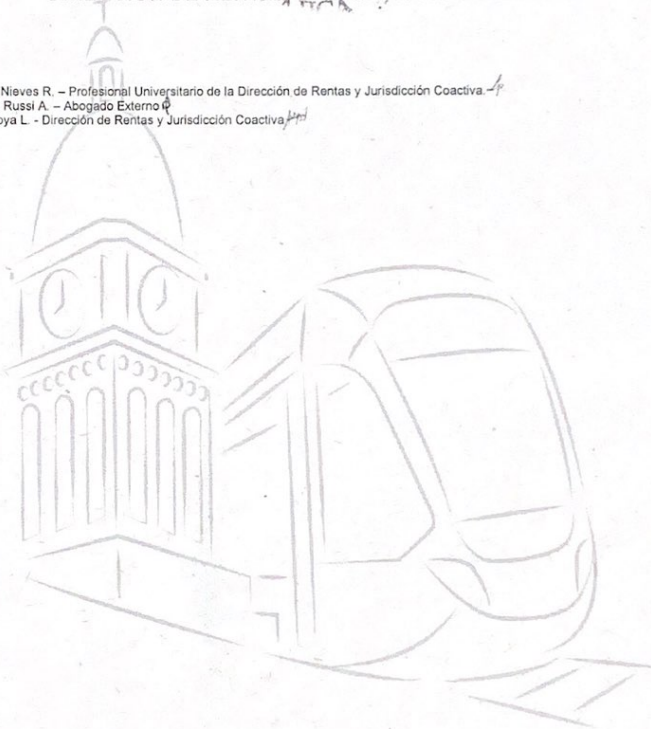 Nieves R. – Profesional Universitario de la Dirección de Rentas y Jurisdicción Coactiva.
Russi A. – Abogado Externo
oya L. - Dirección de Rentas y Jurisdicción Coactiva